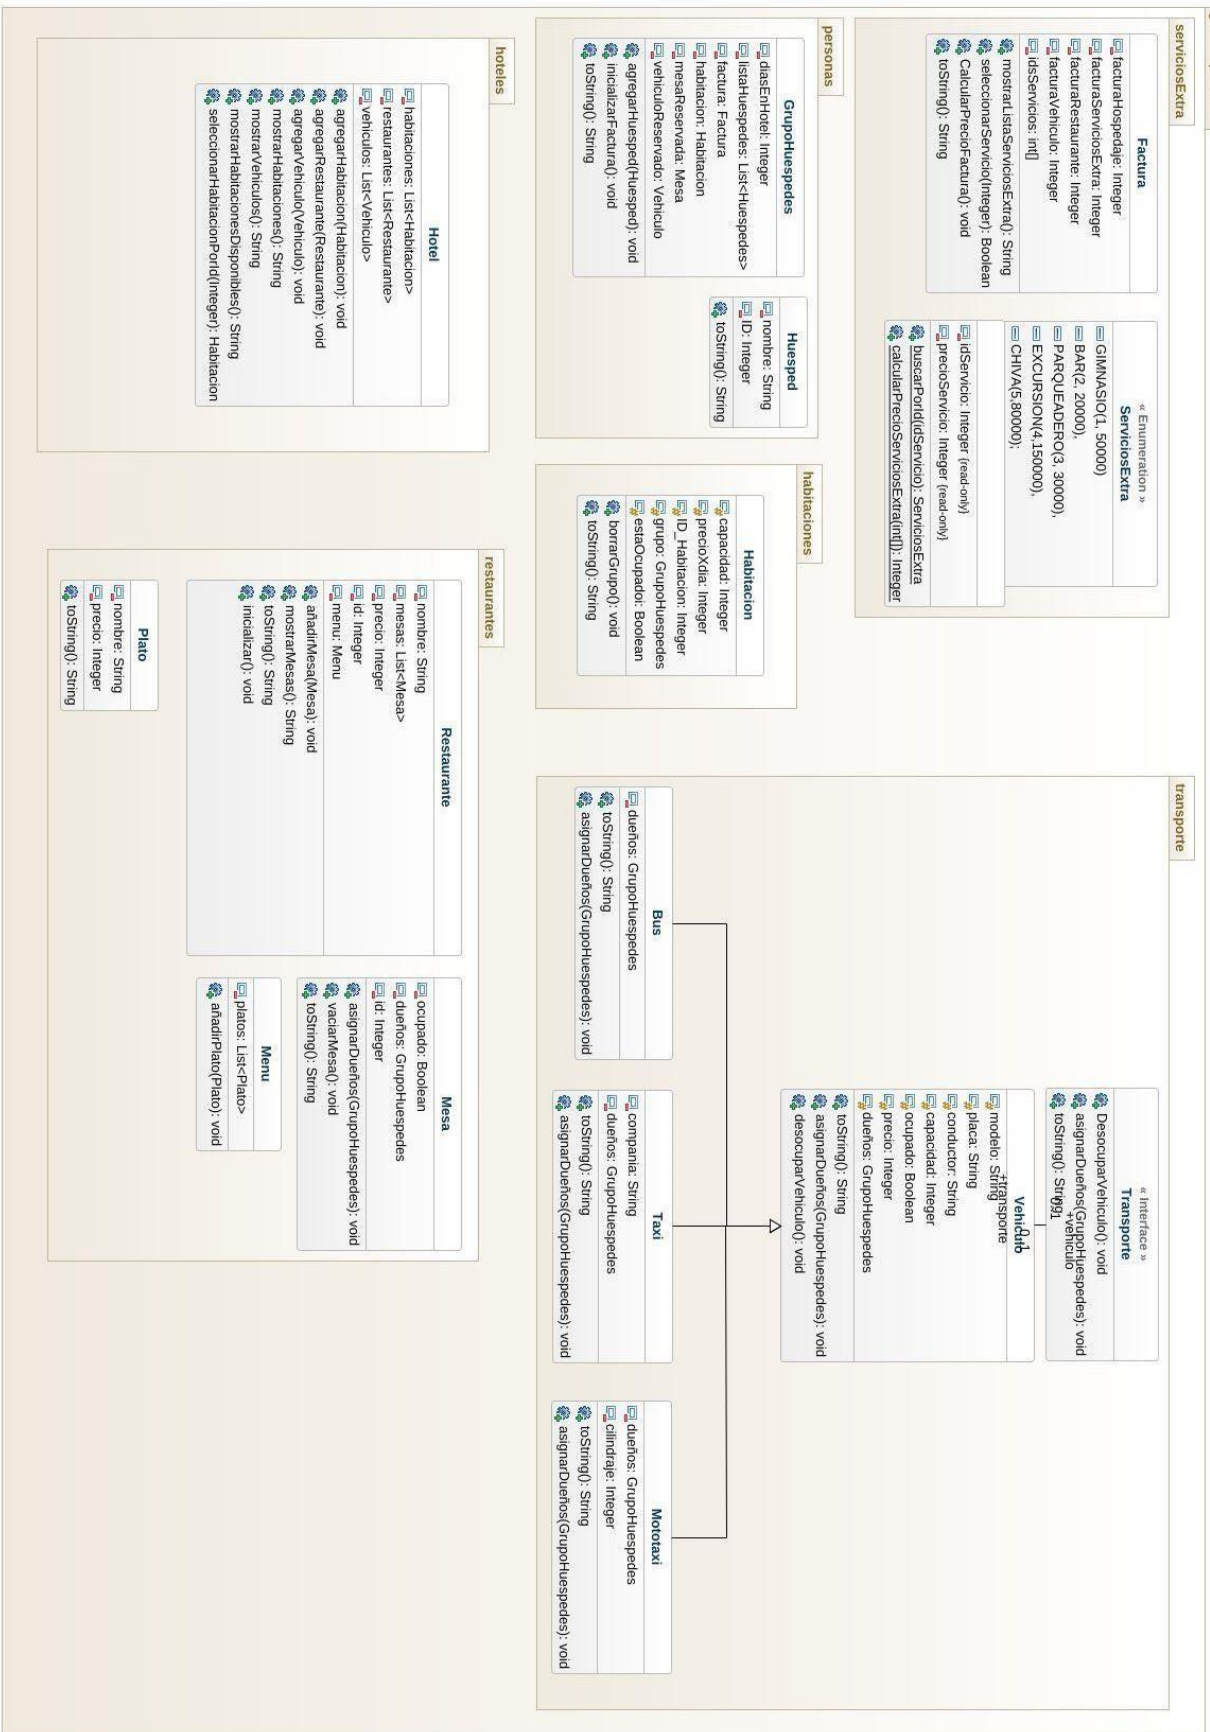 serviciosExtra
Factura
facturaHospedaje: Integer
facturaServiciosExtra: Integer
facturaRestaurante: Integer
facturaVehiculo: Integer
idsServicios: int[]
mostrarListaServiciosExtra(): String
seleccionarServicio(Integer): Boolean
CalcularPrecioFactura(): void
toString(): String
« Enumeration »
ServiciosExtra
GIMNASIO(1, 50000)
BAR(2, 20000),
PARQUEADERO(3, 30000),
EXCURSION(4,150000),
CHIVA(5,80000);
idServicio: Integer {read-only}
precioServicio: Integer {read-only}
buscarPorId(idServicio): ServiciosExtra
calcularPrecioServiciosExtra(int[]): Integer
transporte
« Interface »
Transporte
DesocuparVehiculo(): void
asignarDueños(GrupoHuespedes): void
toString(): String
+vehiculo
+transporte
Vehiculo
modelo: String
placa: String
conductor: String
capacidad: Integer
ocupado: Boolean
precio: Integer
dueños: GrupoHuespedes
toString(): String
asignarDueños(GrupoHuespedes): void
desocuparVehiculo(): void
Bus
dueños: GrupoHuespedes
toString(): String
asignarDueños(GrupoHuespedes): void
Taxi
compania: String
dueños: GrupoHuespedes
toString(): String
asignarDueños(GrupoHuespedes): void
Mototaxi
dueños: GrupoHuespedes
cilindraje: Integer
toString(): String
asignarDueños(GrupoHuespedes): void
personas
GrupoHuespedes
diasEnHotel: Integer
listaHuespedes: List<Huespedes>
factura: Factura
habitacion: Habitacion
mesaReservada: Mesa
vehiculoReservado: Vehiculo
agregarHuesped(Huesped): void
inicializarFactura(): void
toString(): String
Huesped
nombre: String
ID: Integer
toString(): String
habitaciones
Habitacion
capacidad: Integer
precioXdia: Integer
ID_Habitacion: Integer
grupo: GrupoHuespedes
estaOcupadoi: Boolean
borrarGrupo(): void
toString(): String
hoteles
Hotel
habitaciones: List<Habitacion>
restaurantes: List<Restaurante>
vehiculos: List<Vehiculo>
agregarHabitacion(Habitacion): void
agregarRestaurante(Restaurante): void
agregarVehiculo(Vehiculo): void
mostrarHabitaciones(): String
mostrarVehiculos(): String
mostrarHabitacionesDisponibles(): String
seleccionarHabitacionPorId(Integer): Habitacion
restaurantes
Restaurante
nombre: String
mesas: List<Mesa>
precio: Integer
id: Integer
menu: Menu
añadirMesa(Mesa): void
mostrarMesas(): String
toString(): String
inicializar(): void
Mesa
ocupado: Boolean
dueños: GrupoHuespedes
id: Integer
asignarDueños(GrupoHuespedes): void
vaciarMesa(): void
toString(): String
Menu
platos: List<Plato>
añadirPlato(Plato): void
Plato
nombre: String
precio: Integer
toString(): String